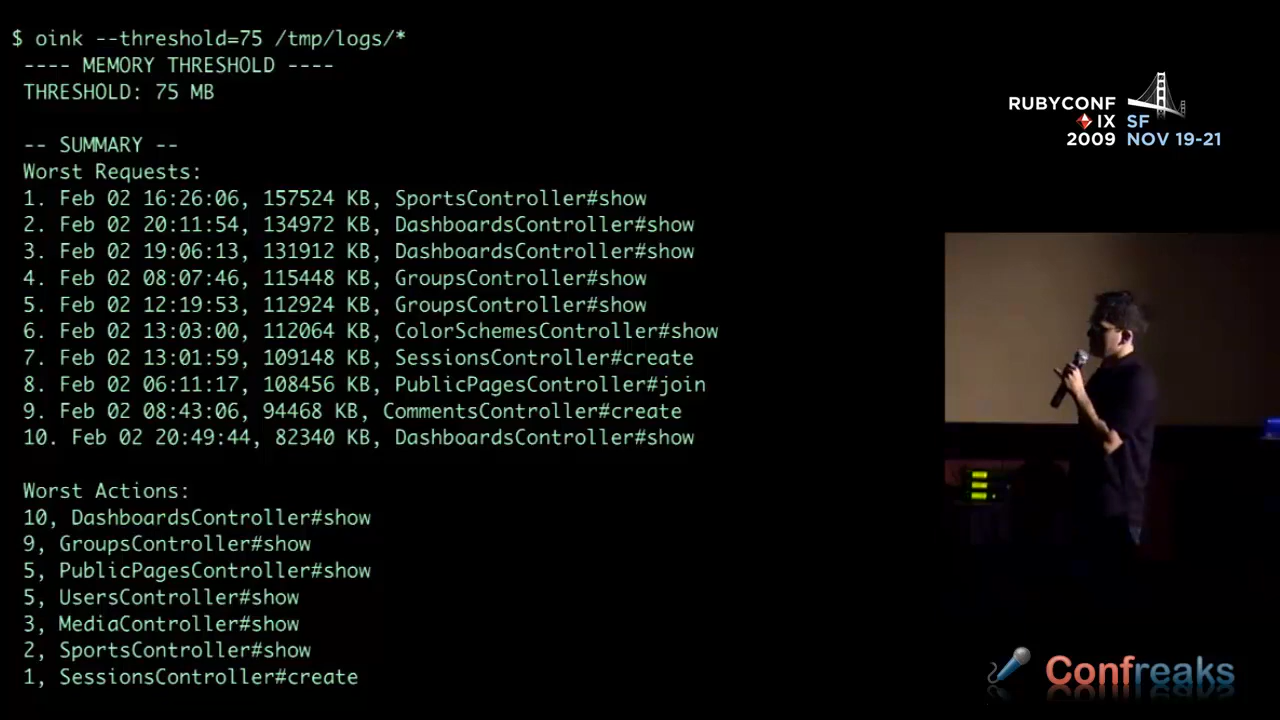 $ oink --threshold=75 /tmp/logs/*
---- MEMORY THRESHOLD ----
THRESHOLD: 75 MB
-- SUMMARY --
Worst Requests:
1. Feb 02 16:26:06, 157524 KB, SportsController#show
2. Feb 02 20:11:54, 134972 KB, DashboardsController#show
3. Feb 02 19:06:13, 131912 KB, DashboardsController#show
4. Feb 02 08:07:46, 115448 KB, GroupsController#show
5. Feb 02 12:19:53, 112924 KB, GroupsController#show
6. Feb 02 13:03:00, 112064 KB, ColorSchemesController#show
7. Feb 02 13:01:59, 109148 KB, SessionsController#create
8. Feb 02 06:11:17, 108456 KB, PublicPagesController#join
9. Feb 02 08:43:06, 94468 KB, CommentsController#create
10. Feb 02 20:49:44, 82340 KB, DashboardsController#show
Worst Actions:
10, DashboardsController#show
9, GroupsController#show
5, PublicPagesController#show
5, UsersController#show
3, MediaController#show
2, SportsController#show
1, SessionsController#create
RUBYCONF
IX SF
2009 NOV 19-21
Confreaks